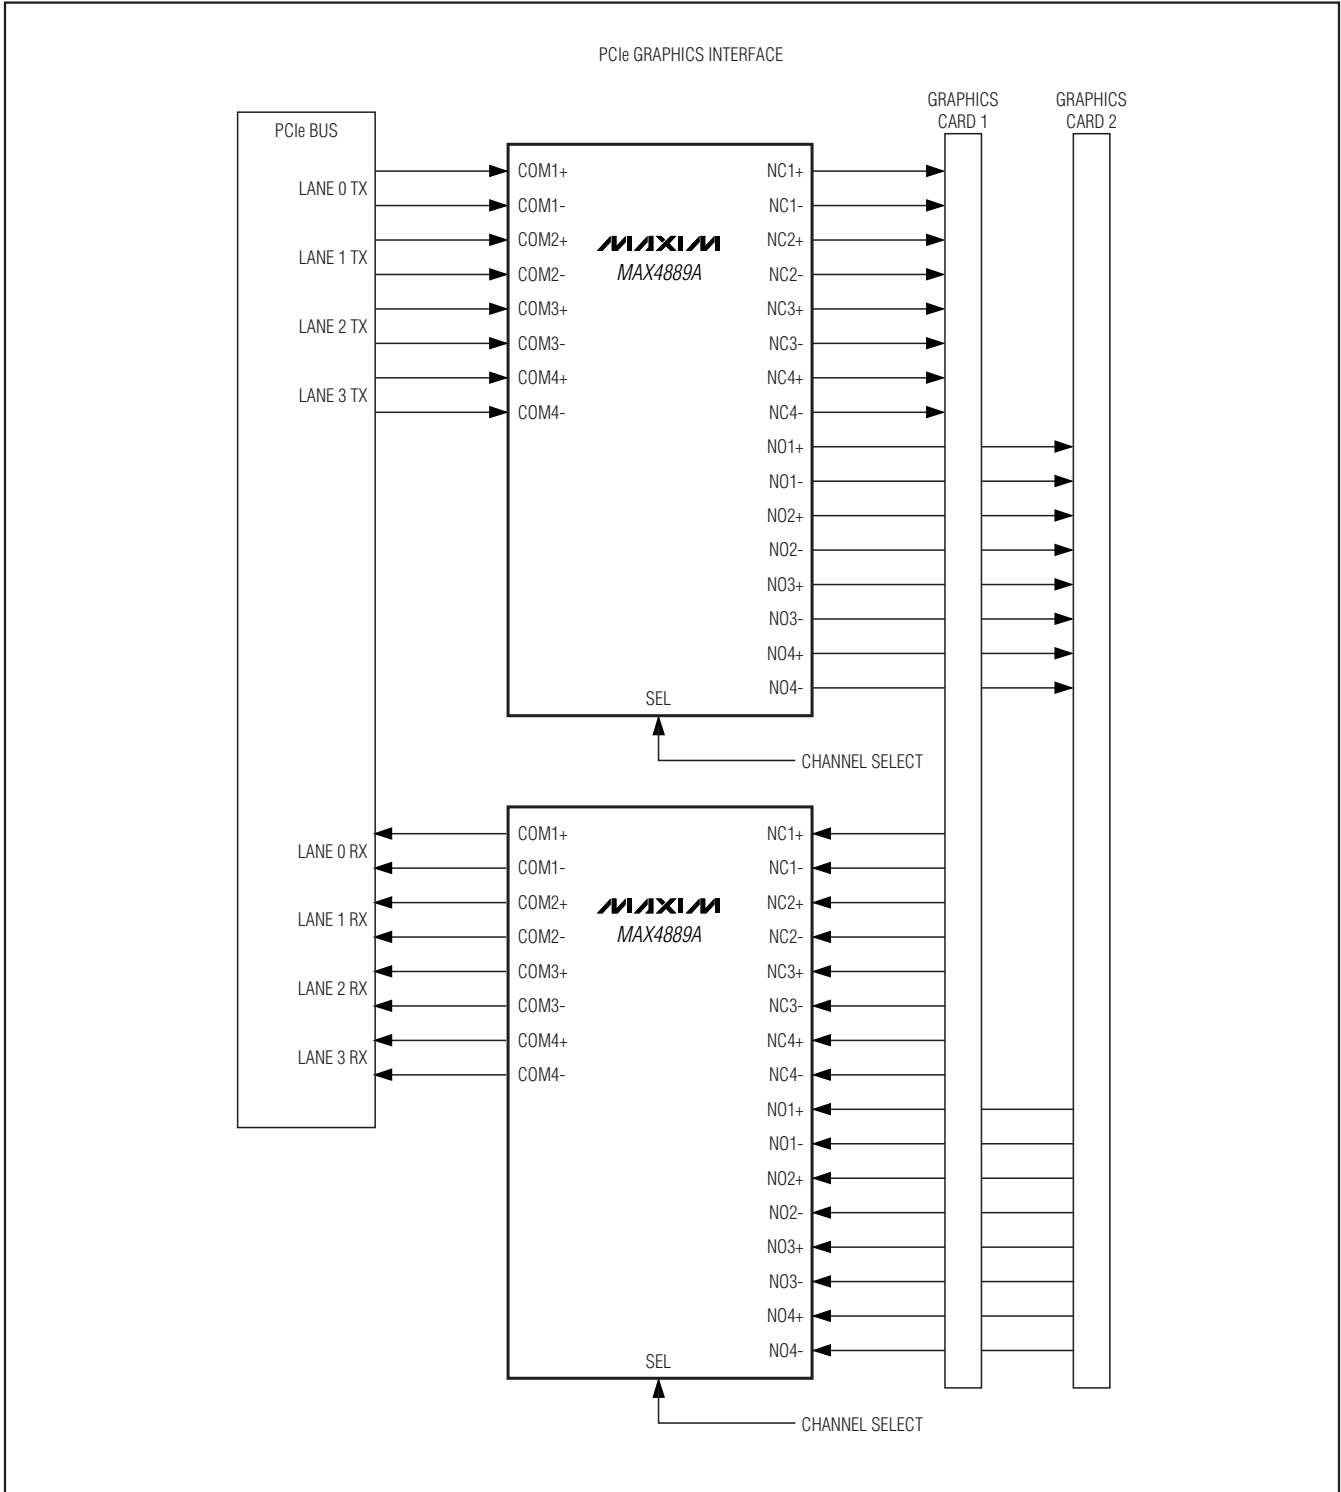 PCIe GRAPHICS INTERFACE
GRAPHICS CARD 1
GRAPHICS CARD 2
PCIe BUS
LANE 0 TX
LANE 1 TX
LANE 2 TX
LANE 3 TX
COM1+
COM1-
COM2+
COM2-
COM3+
COM3-
COM4+
COM4-
MAXIM
MAX4889A
NC1+
NC1-
NC2+
NC2-
NC3+
NC3-
NC4+
NC4-
NO1+
NO1-
NO2+
NO2-
NO3+
NO3-
NO4+
NO4-
SEL
CHANNEL SELECT
LANE 0 RX
LANE 1 RX
LANE 2 RX
LANE 3 RX
COM1+
COM1-
COM2+
COM2-
COM3+
COM3-
COM4+
COM4-
MAXIM
MAX4889A
NC1+
NC1-
NC2+
NC2-
NC3+
NC3-
NC4+
NC4-
NO1+
NO1-
NO2+
NO2-
NO3+
NO3-
NO4+
NO4-
SEL
CHANNEL SELECT